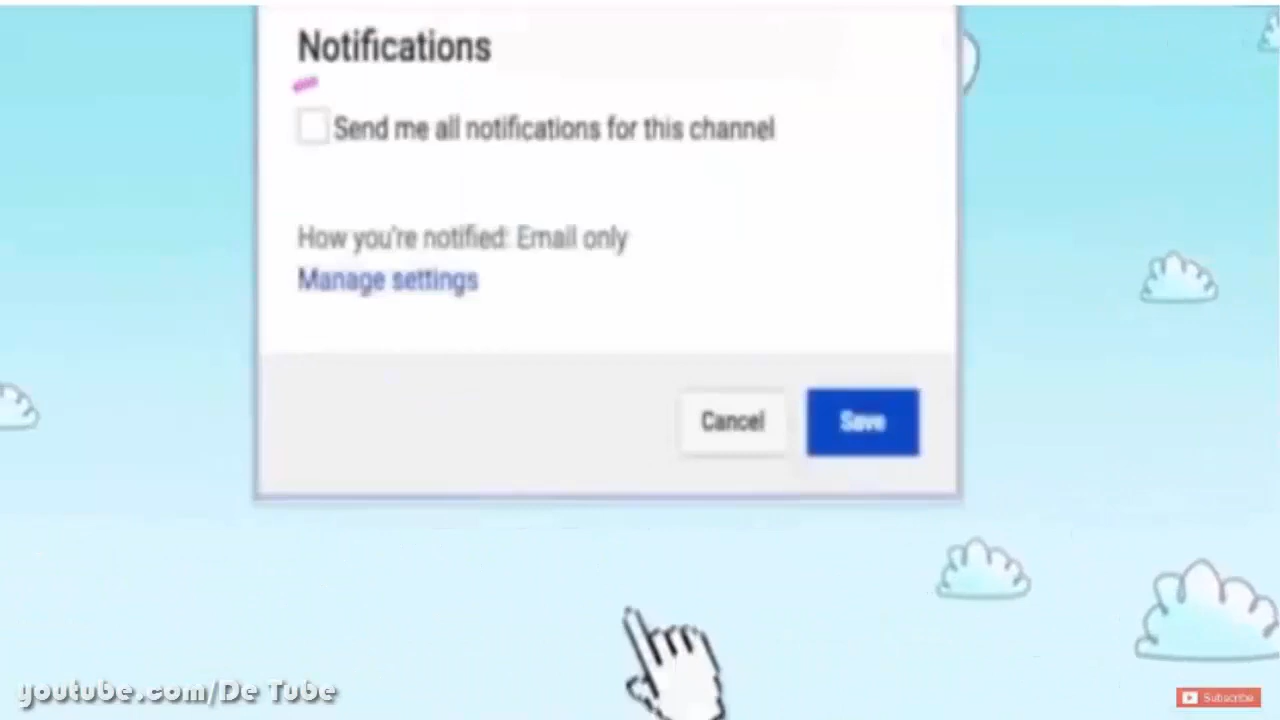 Notifications
Send me all notifications for this channel
How you're notified: Email only
Manage settings
Cancel
Save
youtube.com/De Tube
Subscribe